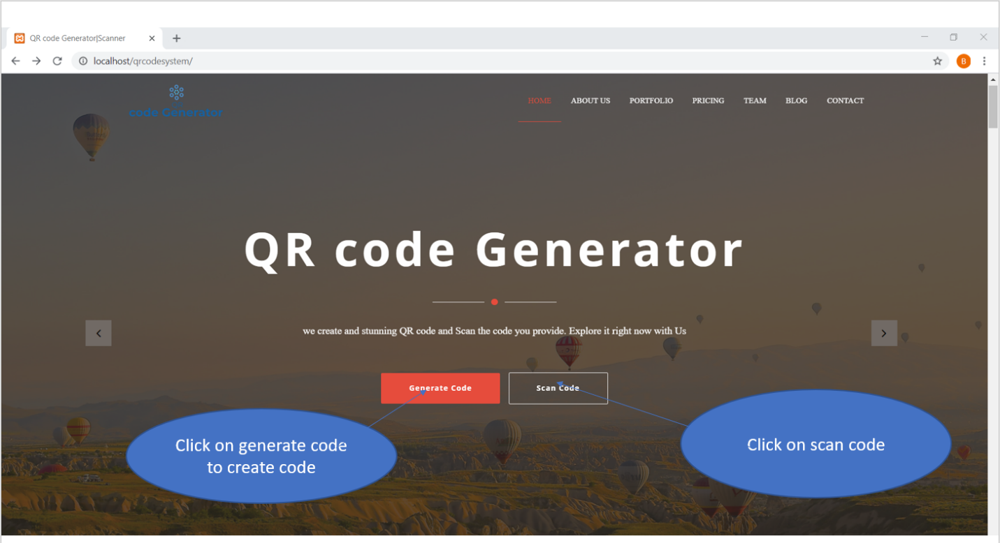 QR code Generator|Scanner
localhost/qrcodesystem/
B
code Generator
HOME ABOUT US PORTFOLIO PRICING TEAM BLOG CONTACT
QR code Generator
we create and stunning QR code and Scan the code you provide. Explore it right now with Us
Generate Code Scan Code
Click on generate code
to create code
Click on scan code